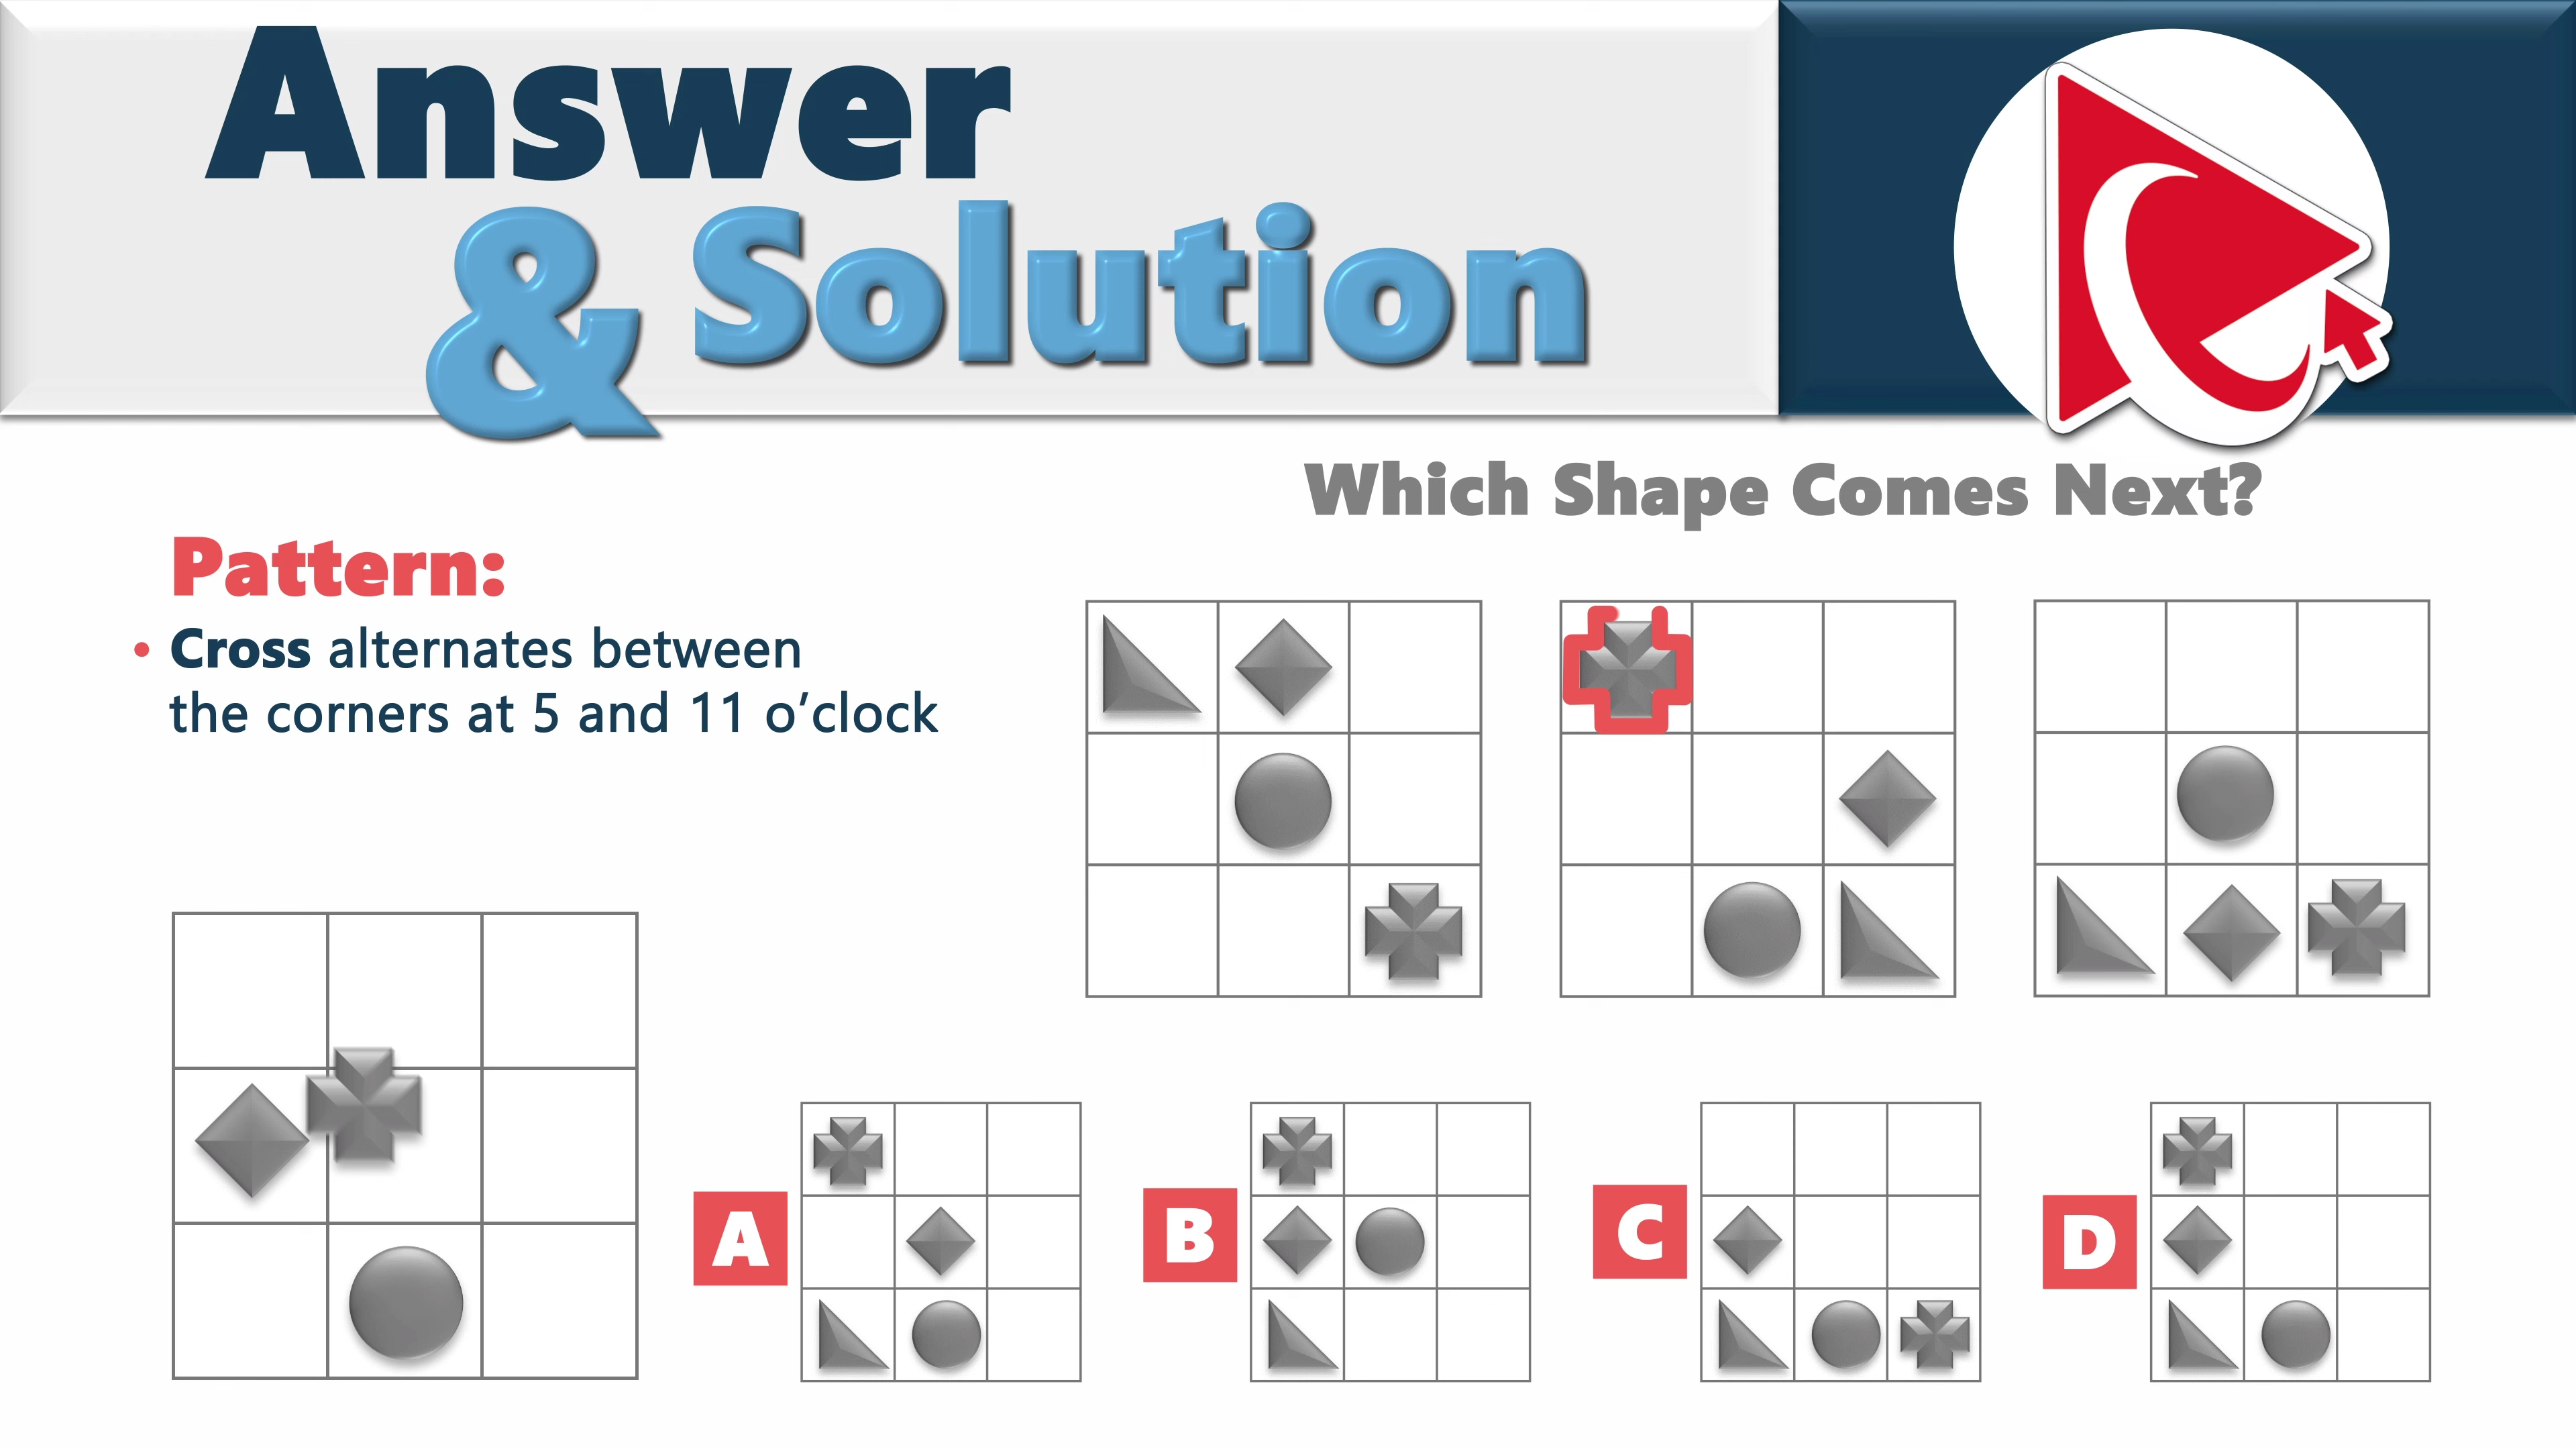 Answer
& Solution
Which Shape Comes Next?
Pattern:
• Cross alternates between
the corners at 5 and 11 o’clock
A
B
C
D